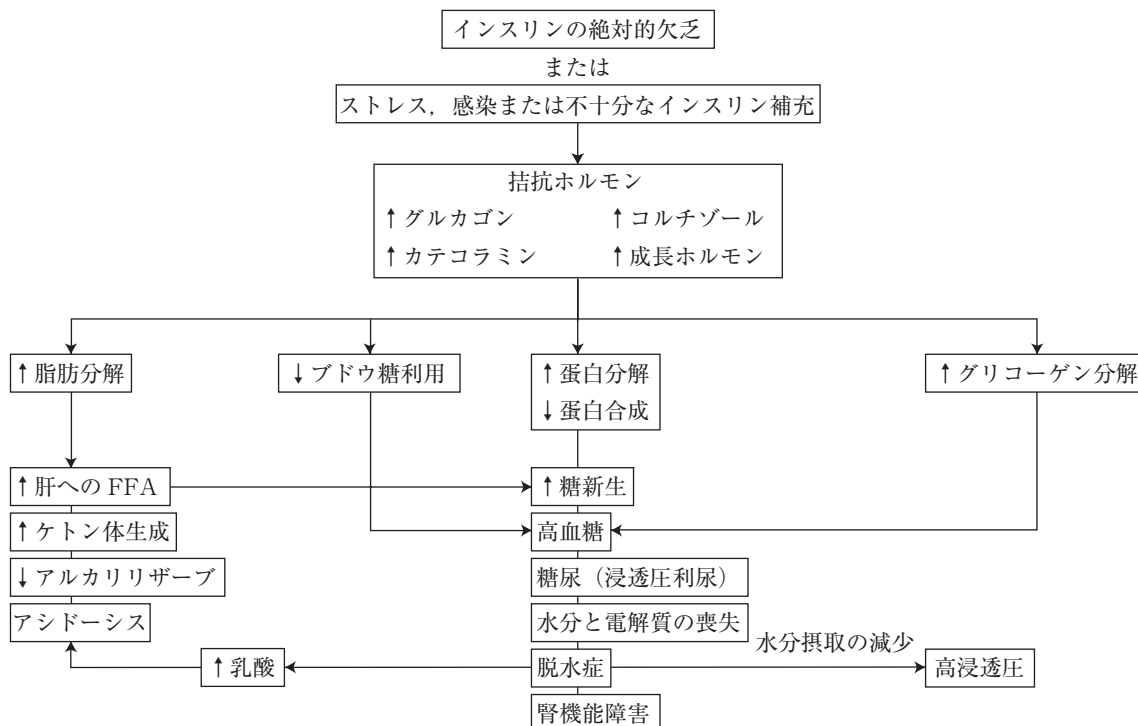 インスリンの絶対的欠乏
または
ストレス，感染または不十分なインスリン補充
拮抗ホルモン
↑グルカゴン ↑コルチゾール
↑カテコラミン ↑成長ホルモン
↑脂肪分解 ↓ブドウ糖利用 ↑蛋白分解 ↑グリコーゲン分解
↓蛋白合成
↑肝への FFA ↑糖新生
↑ケトン体生成 高血糖
↓アルカリリザーブ 糖尿（浸透圧利尿）
アシドーシス 水分と電解質の喪失
水分摂取の減少
↑乳酸 脱水症 高浸透圧
腎機能障害